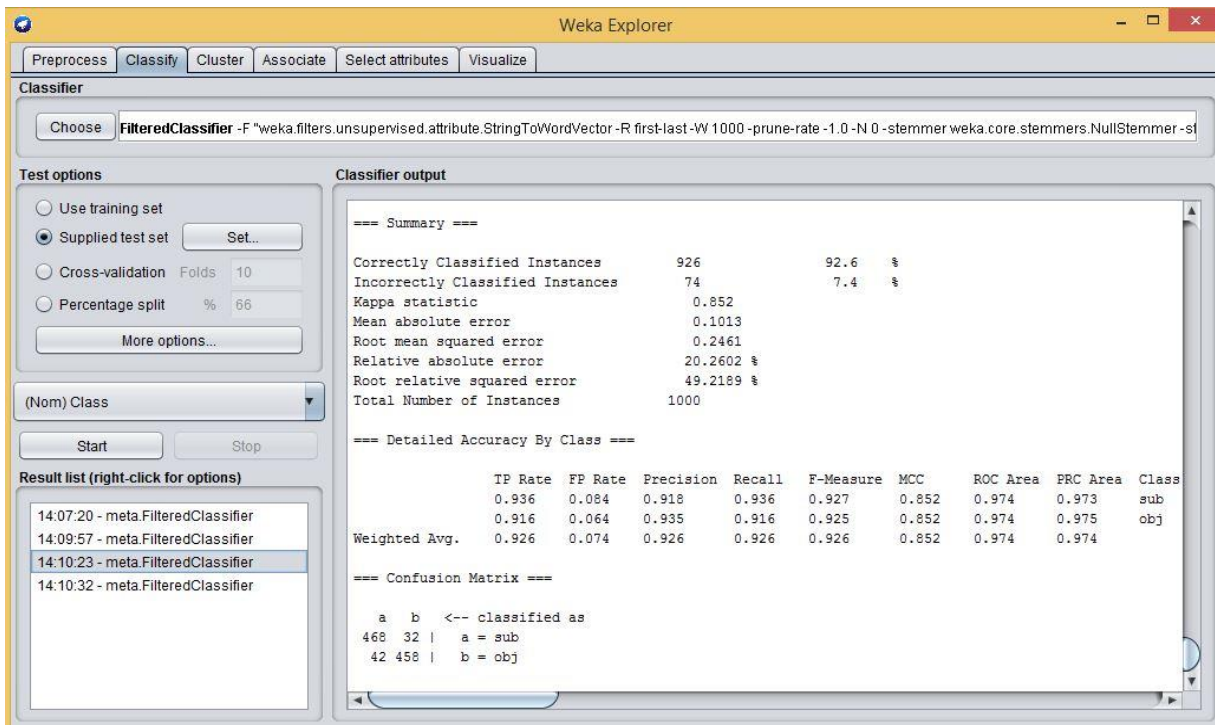 Weka Explorer
Preprocess Classify Cluster Associate Select attributes Visualize
Classifier
Choose FilteredClassifier -F "weka.filters.unsupervised.attribute.StringToWordVector -R first-last -W 1000 -prune-rate -1.0 -N 0 -stemmer weka.core.stemmers.NullStemmer -st
Test options
Use training set
Supplied test set Set...
Cross-validation Folds 10
Percentage split % 66
More options...
(Nom) Class
Start Stop
Result list (right-click for options)
14:07:20 - meta.FilteredClassifier
14:09:57 - meta.FilteredClassifier
14:10:23 - meta.FilteredClassifier
14:10:32 - meta.FilteredClassifier
Classifier output
=== Summary ===
Correctly Classified Instances 926 92.6 %
Incorrectly Classified Instances 74 7.4 %
Kappa statistic 0.852
Mean absolute error 0.1013
Root mean squared error 0.2461
Relative absolute error 20.2602 %
Root relative squared error 49.2189 %
Total Number of Instances 1000
=== Detailed Accuracy By Class ===
TP Rate FP Rate Precision Recall F-Measure MCC ROC Area PRC Area Class
0.936 0.084 0.918 0.936 0.927 0.852 0.974 0.973 sub
0.916 0.064 0.935 0.916 0.925 0.852 0.974 0.975 obj
Weighted Avg. 0.926 0.074 0.926 0.926 0.926 0.852 0.974 0.974
=== Confusion Matrix ===
a b <-- classified as
468 32 | a = sub
42 458 | b = obj